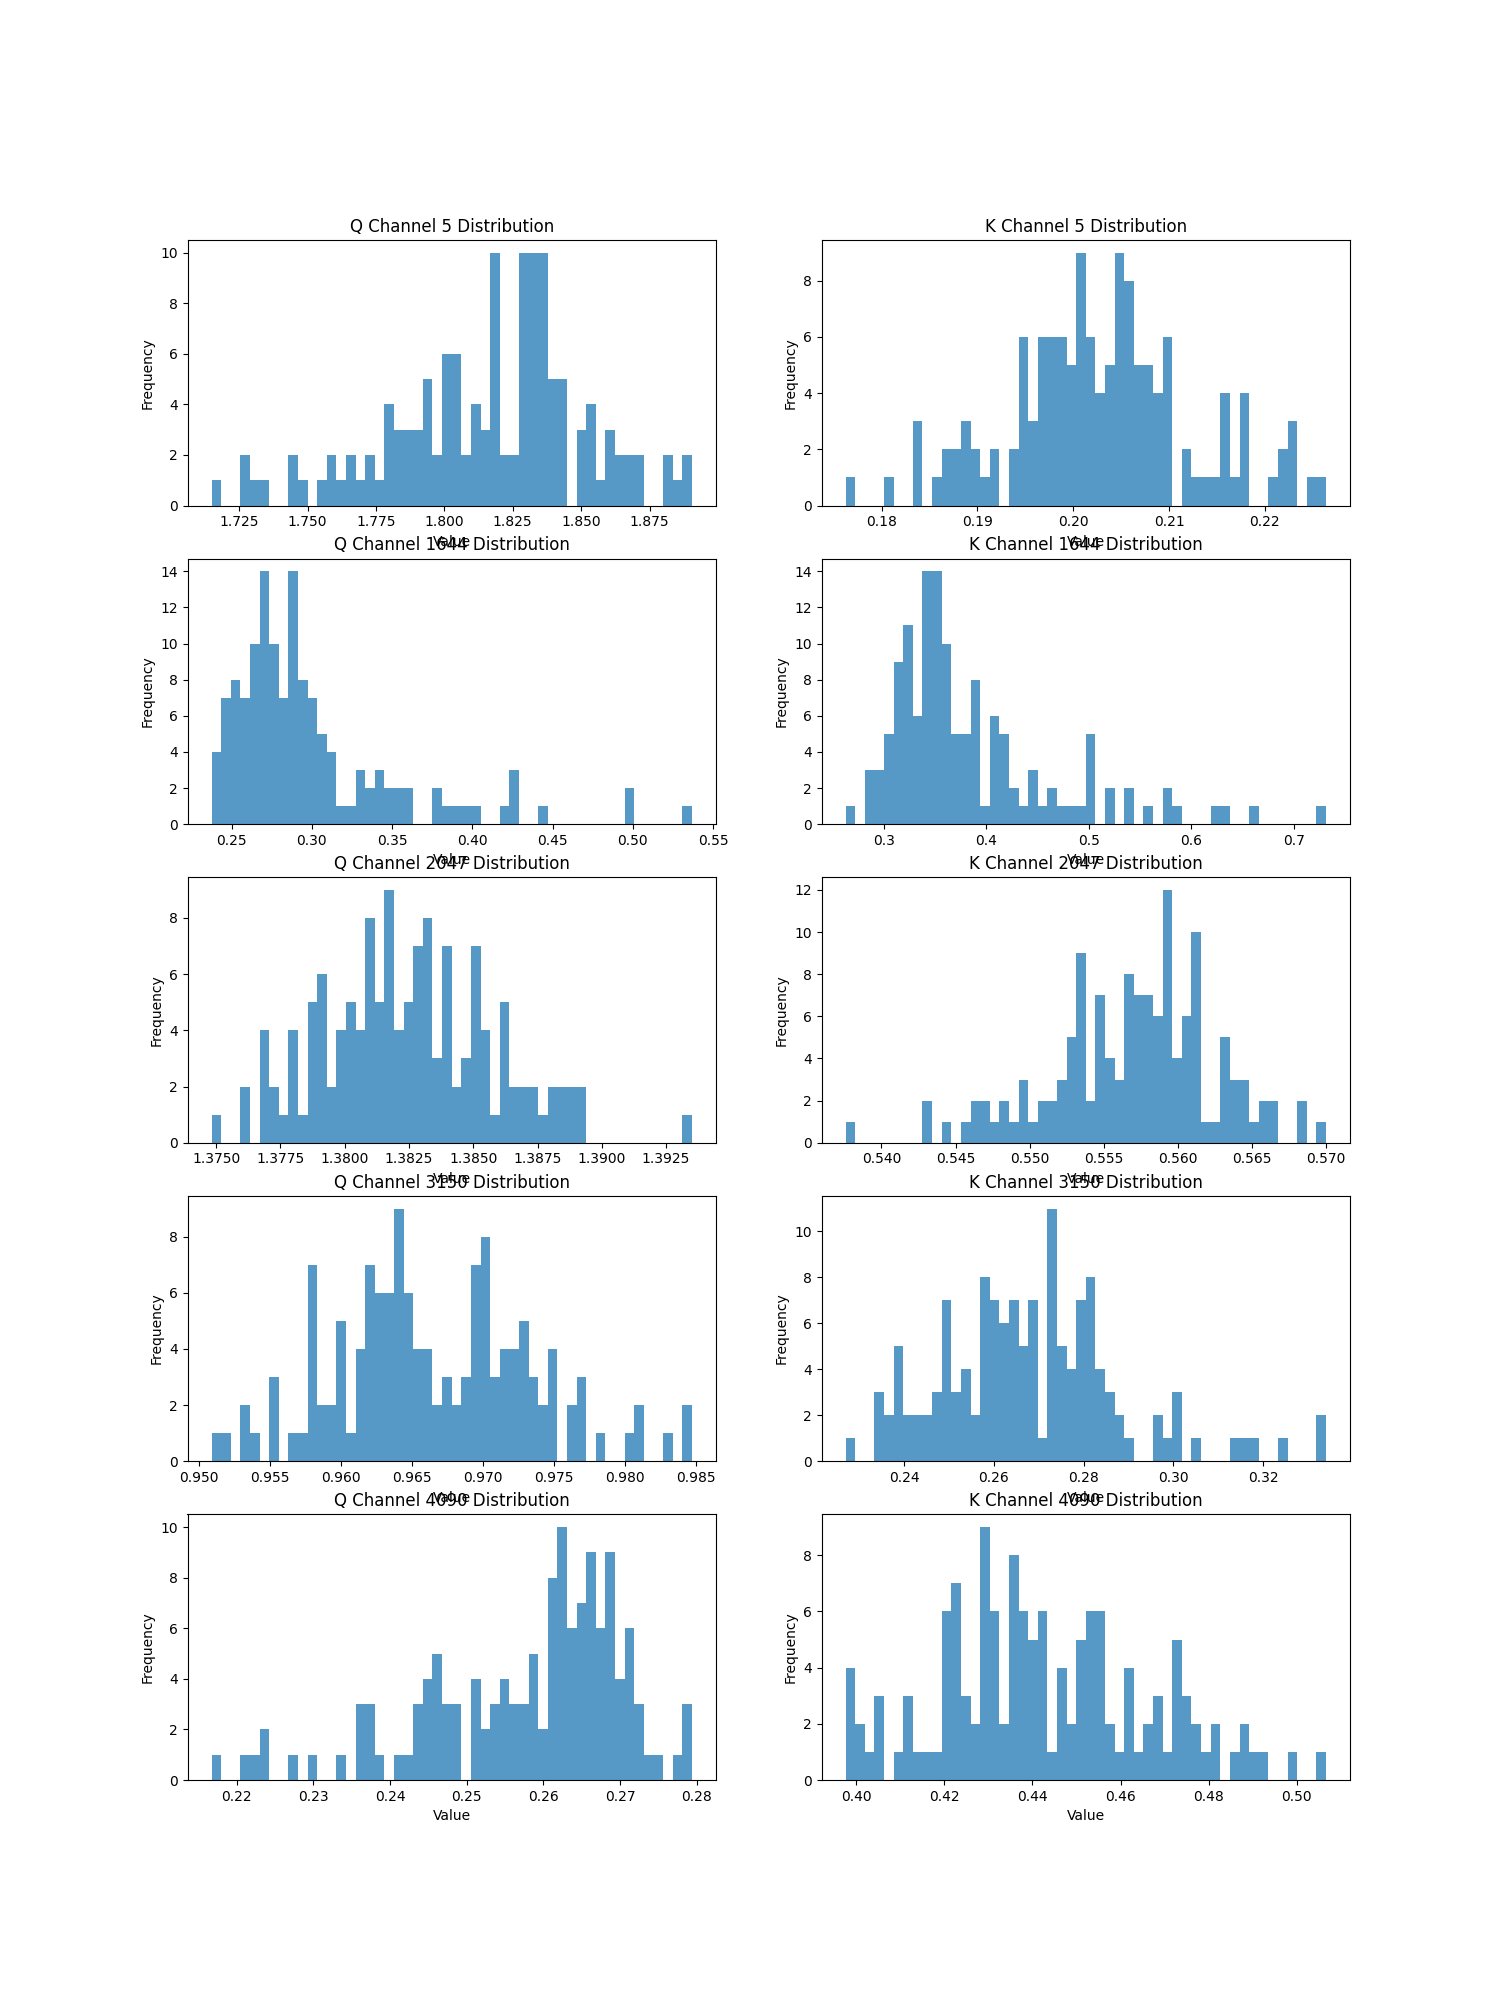 Q Channel 5 Distribution
K Channel 5 Distribution
Frequency
10
8
6
4
2
0
1.725 1.750 1.775 1.800 1.825 1.850 1.875
Value
Frequency
8
6
4
2
0
0.18 0.19 0.20 0.21 0.22
Value
Q Channel 1644 Distribution
K Channel 1644 Distribution
Frequency
14
12
10
8
6
4
2
0
0.25 0.30 0.35 0.40 0.45 0.50 0.55
Value
Frequency
14
12
10
8
6
4
2
0
0.3 0.4 0.5 0.6 0.7
Value
Q Channel 2047 Distribution
K Channel 2047 Distribution
Frequency
8
6
4
2
0
1.3750 1.3775 1.3800 1.3825 1.3850 1.3875 1.3900 1.3925
Value
Frequency
12
10
8
6
4
2
0
0.540 0.545 0.550 0.555 0.560 0.565 0.570
Value
Q Channel 3150 Distribution
K Channel 3150 Distribution
Frequency
8
6
4
2
0
0.950 0.955 0.960 0.965 0.970 0.975 0.980 0.985
Value
Frequency
10
8
6
4
2
0
0.24 0.26 0.28 0.30 0.32
Value
Q Channel 4090 Distribution
K Channel 4090 Distribution
Frequency
10
8
6
4
2
0
0.22 0.23 0.24 0.25 0.26 0.27 0.28
Value
Frequency
8
6
4
2
0
0.40 0.42 0.44 0.46 0.48 0.50
Value